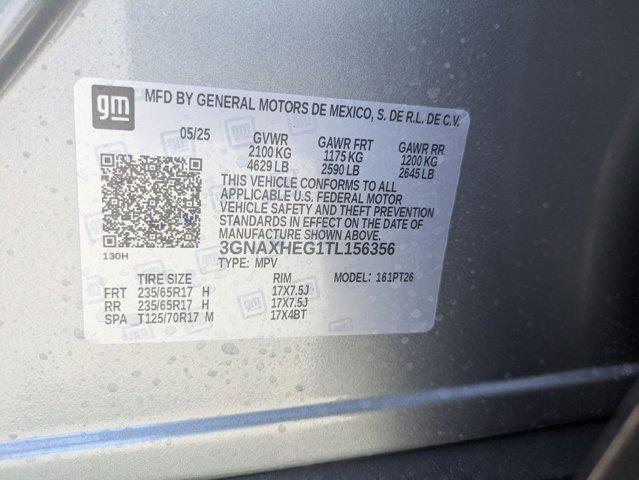 gm
MFD BY GENERAL MOTORS DE MEXICO, S. DE R.L. DE C.V.
05/25 GVWR GAWR FRT GAWR RR
2100 KG 1175 KG 1200 KG
4629 LB 2590 LB 2645 LB
THIS VEHICLE CONFORMS TO ALL
APPLICABLE U.S. FEDERAL MOTOR
VEHICLE SAFETY AND THEFT PREVENTION
STANDARDS IN EFFECT ON THE DATE OF
MANUFACTURE SHOWN ABOVE.
130H 3GNAXHEG1TL156356
TYPE: MPV MODEL: 161PT26
TIRE SIZE RIM
FRT 235/65R17 H 17X7.5J
RR 235/65R17 H 17X7.5J
SPA T125/70R17 M 17X4BT